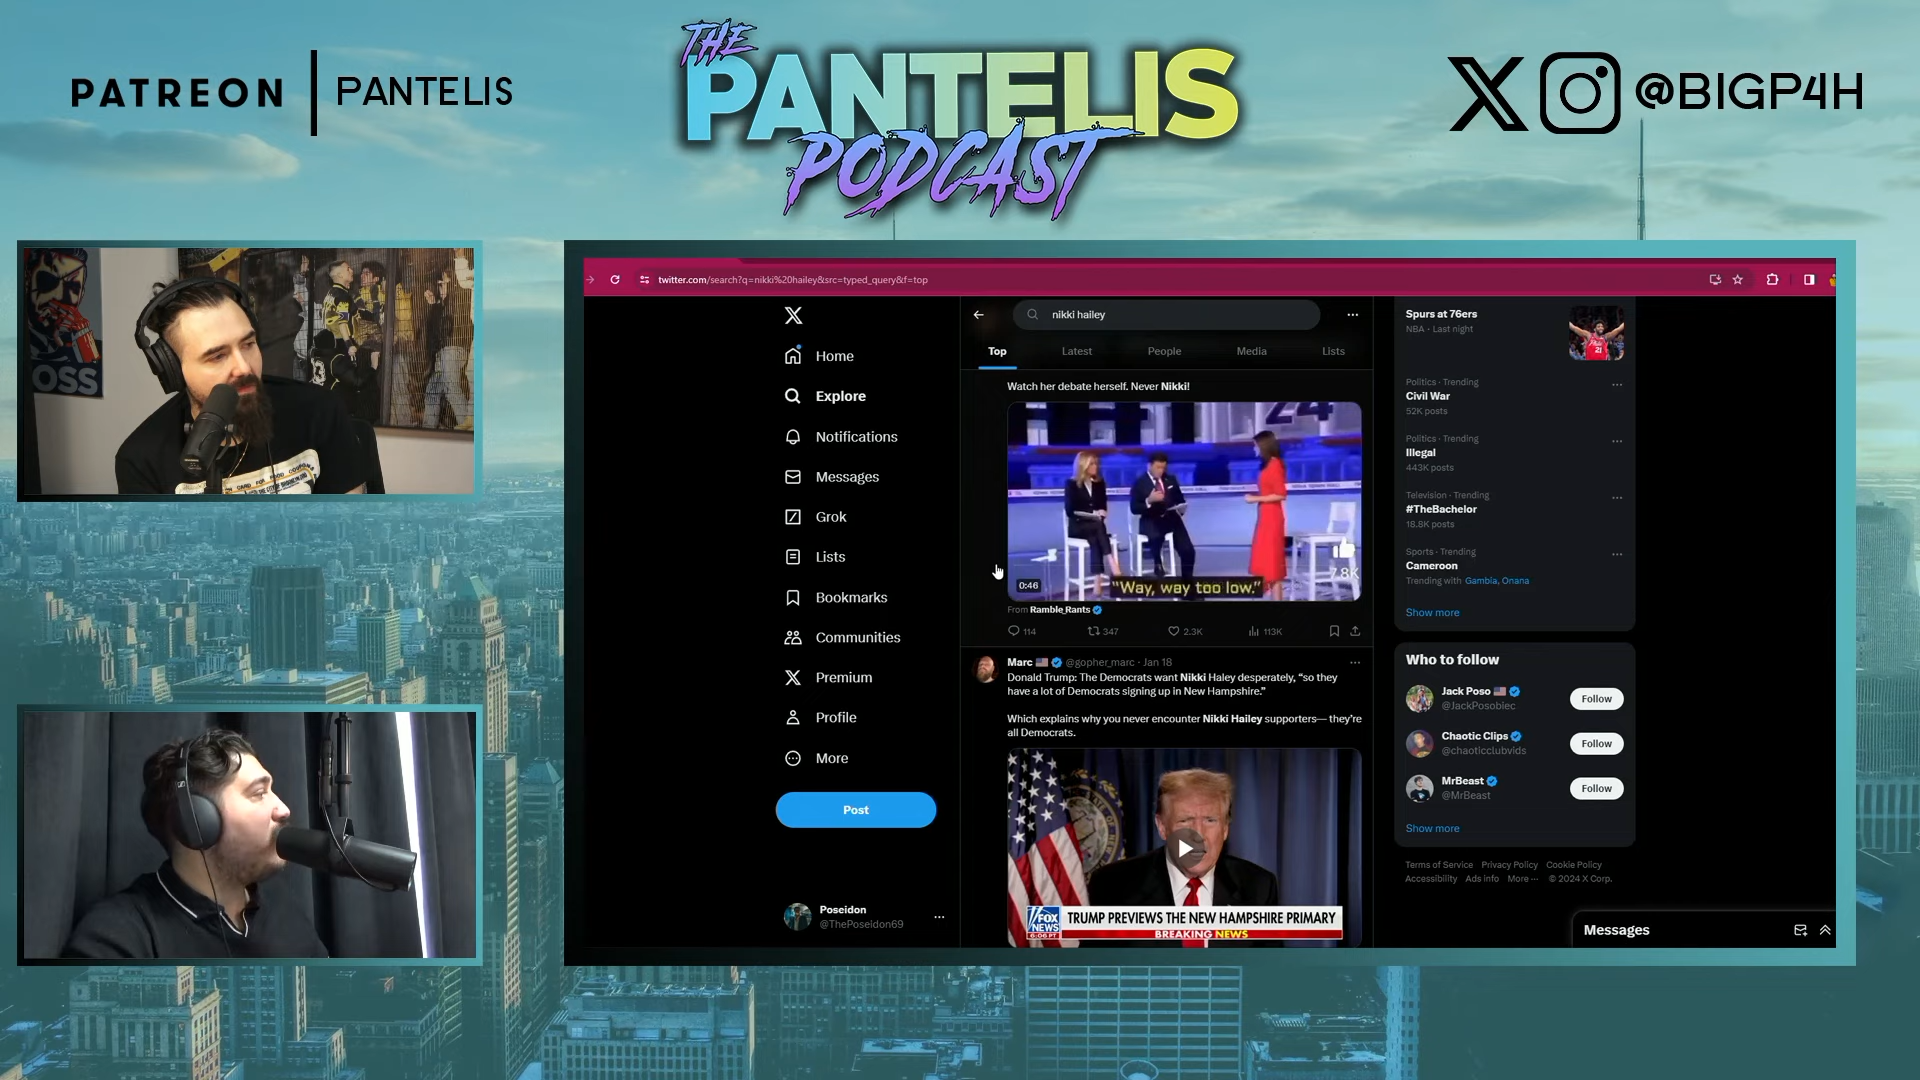 PATREON | PANTELIS
THE
PANTELIS
PODCAST
@BIGP4H
OSS
twitter.com/search?q=nikki%20hailey&src=typed_query&f=top
Home
Explore
Notifications
Messages
Grok
Lists
Bookmarks
Communities
Premium
Profile
More
Post
Poseidon
@ThePoseidon69
nikki hailey
Top Latest People Media Lists
Watch her debate herself. Never Nikki!
24
"Way, way too low."
7.8K
0:46
From Ramble_Rants
114 347 2.3K 113K
Marc @gopher_marc · Jan 18
Donald Trump: The Democrats want Nikki Haley desperately, "so they
have a lot of Democrats signing up in New Hampshire."
Which explains why you never encounter Nikki Hailey supporters— they're
all Democrats.
FOX
NEWS
6:06 PT
TRUMP PREVIEWS THE NEW HAMPSHIRE PRIMARY
BREAKING NEWS
Spurs at 76ers
NBA · Last night
Politics · Trending
Civil War
52K posts
Politics · Trending
Illegal
443K posts
Television · Trending
#TheBachelor
18.8K posts
Sports · Trending
Cameroon
Trending with Gambia, Onana
Show more
Who to follow
Jack Poso
@JackPosobiec
Follow
Chaotic Clips
@chaoticclubvids
Follow
MrBeast
@MrBeast
Follow
Show more
Terms of Service Privacy Policy Cookie Policy
Accessibility Ads info More ··· © 2024 X Corp.
Messages